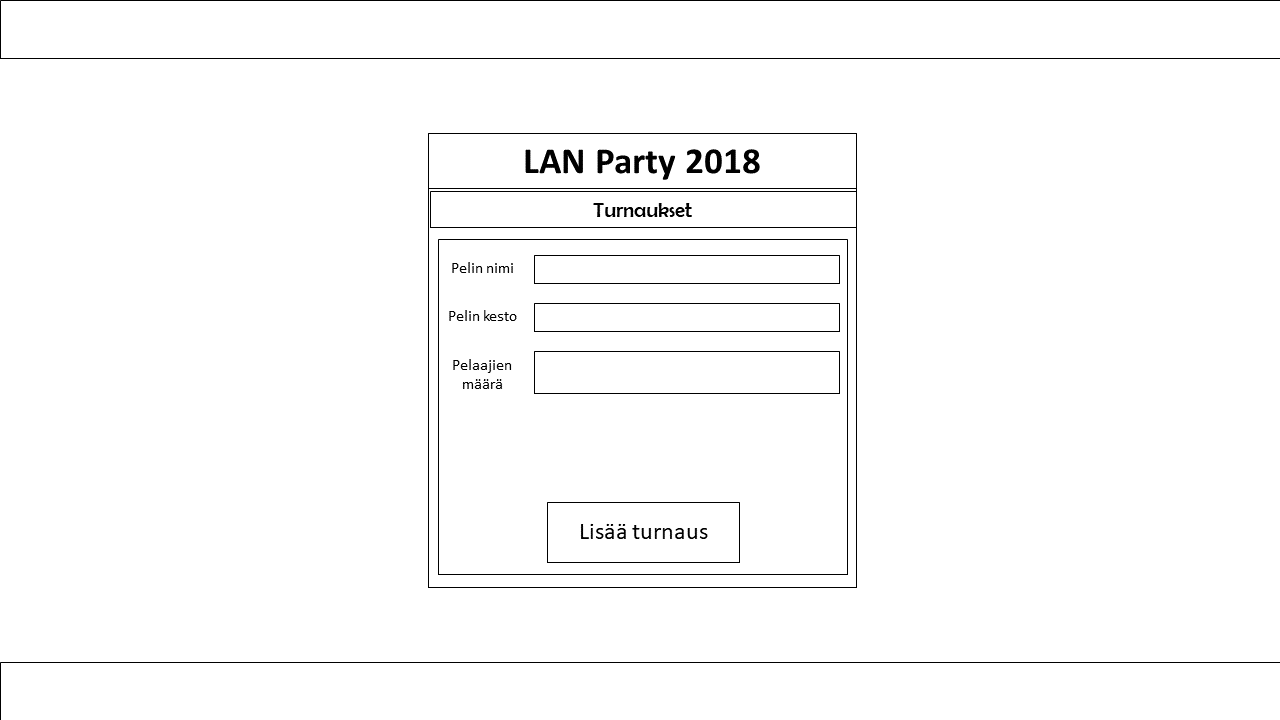 LAN Party 2018
Turnaukset
Pelin nimi
Pelin kesto
Pelaajien
määrä
Lisää turnaus